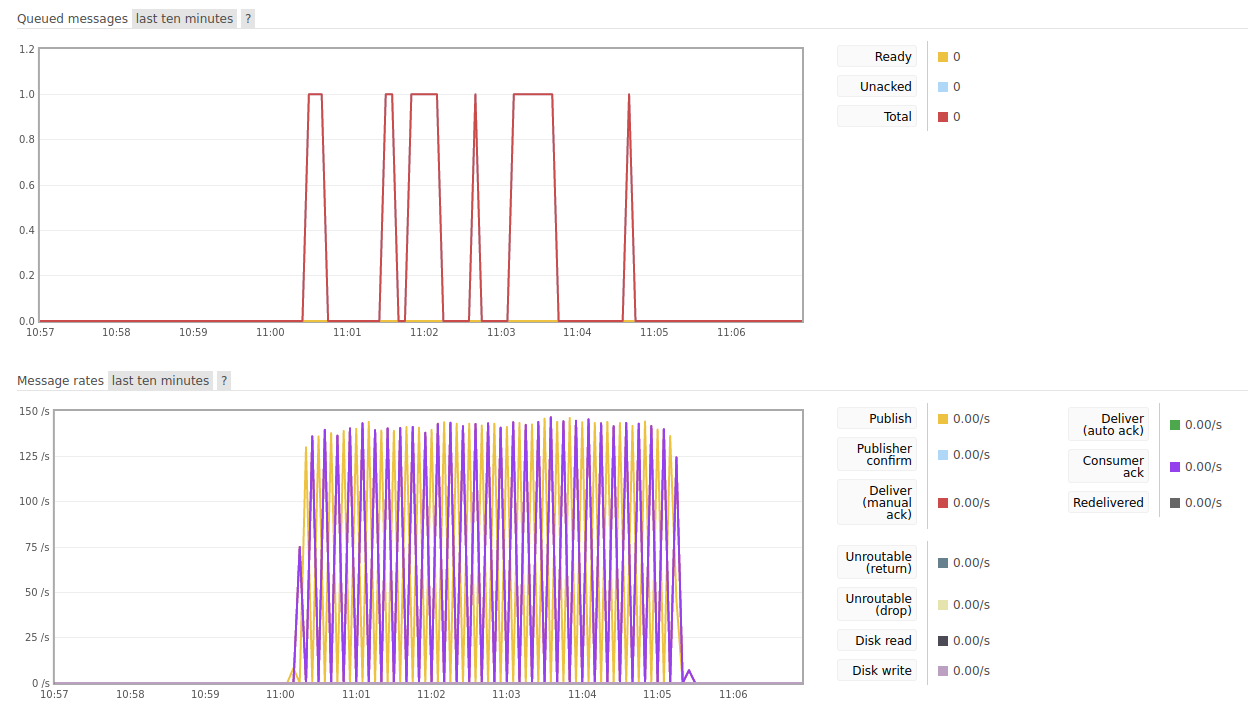 Queued messages last ten minutes ?
1.2
1.0
0.8
0.6
0.4
0.2
0.0
10:57 10:58 10:59 11:00 11:01 11:02 11:03 11:04 11:05 11:06
Ready 0
Unacked 0
Total 0
Message rates last ten minutes ?
150 /s
125 /s
100 /s
75 /s
50 /s
25 /s
0 /s
10:57 10:58 10:59 11:00 11:01 11:02 11:03 11:04 11:05 11:06
Publish 0.00/s
Publisher
confirm 0.00/s
Deliver
(manual
ack) 0.00/s
Deliver
(auto ack) 0.00/s
Consumer
ack 0.00/s
Redelivered 0.00/s
Unroutable
(return) 0.00/s
Unroutable
(drop) 0.00/s
Disk read 0.00/s
Disk write 0.00/s